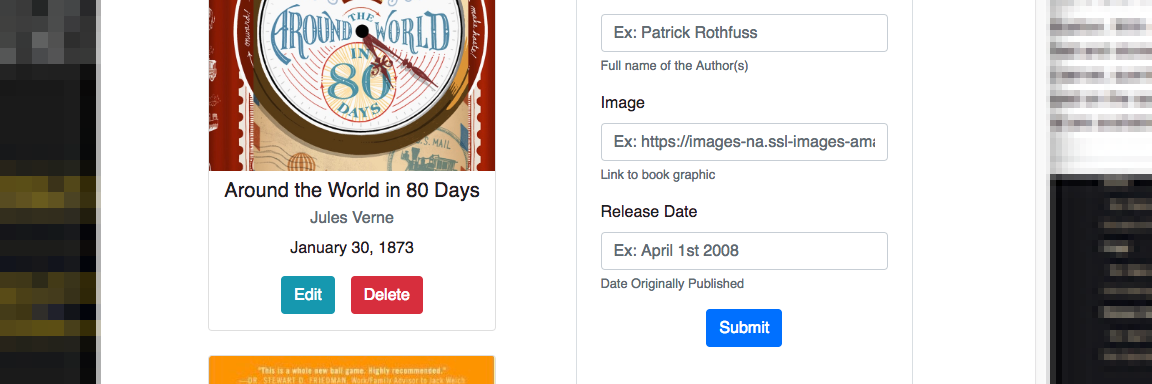 AROUND THE WORLD
IN
80
DAYS
onward!
make haste!
U.S. MAIL
Around the World in 80 Days
Jules Verne
January 30, 1873
Edit
Delete
"This is a whole new ball game. Highly recommended."
—DR. STEWART D. FRIEDMAN, Work/Family Advisor to Jack Welch
Ex: Patrick Rothfuss
Full name of the Author(s)
Image
Ex: https://images-na.ssl-images-ama
Link to book graphic
Release Date
Ex: April 1st 2008
Date Originally Published
Submit